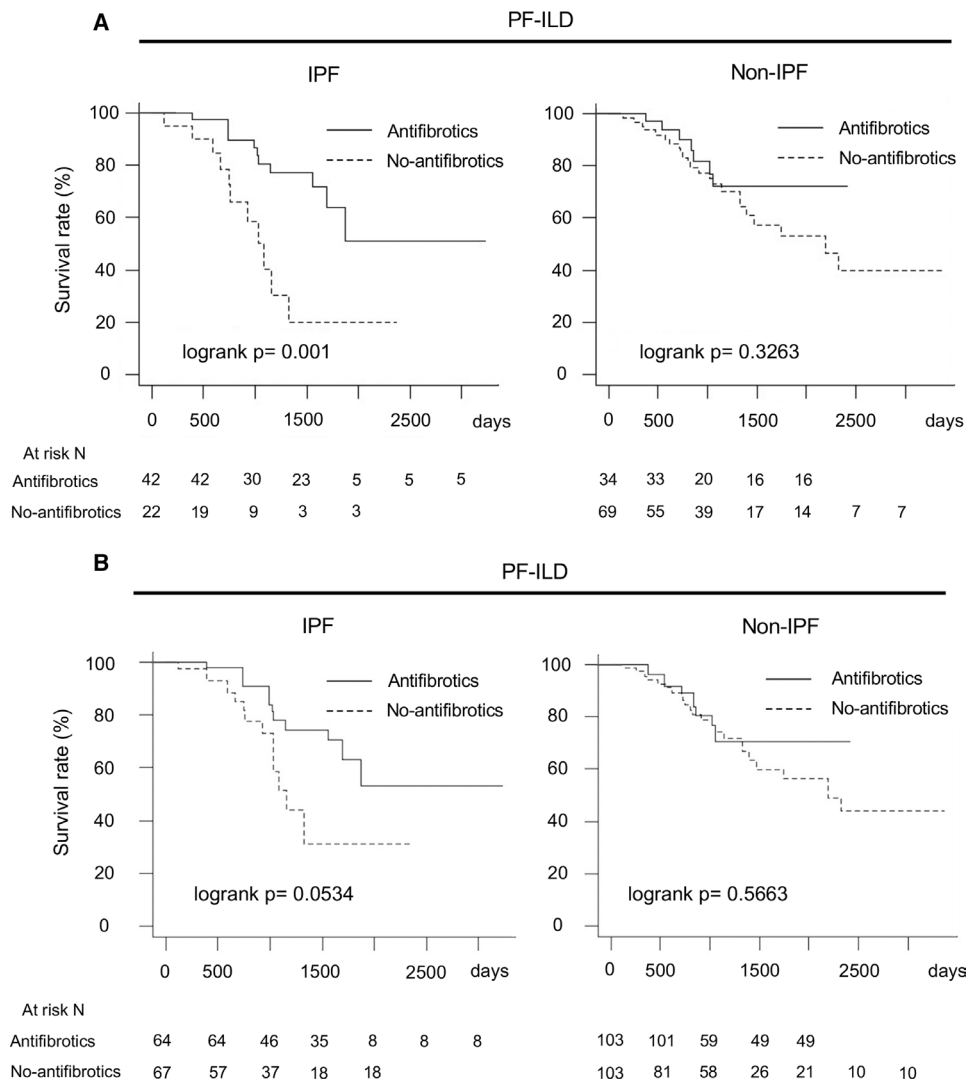 A
PF-ILD
IPF
Non-IPF
Survival rate (%)
100
80
60
40
20
0
Antifibrotics
No-antifibrotics
logrank p= 0.001
0 500 1500 2500 days
100
80
60
40
20
0
Antifibrotics
No-antifibrotics
logrank p= 0.3263
0 500 1500 2500 days
At risk N
Antifibrotics 42 42 30 23 5 5 5 34 33 20 16 16
No-antifibrotics 22 19 9 3 3 69 55 39 17 14 7 7
B
PF-ILD
IPF
Non-IPF
Survival rate (%)
100
80
60
40
20
0
Antifibrotics
No-antifibrotics
logrank p= 0.0534
0 500 1500 2500 days
100
80
60
40
20
0
Antifibrotics
No-antifibrotics
logrank p= 0.5663
0 500 1500 2500 days
At risk N
Antifibrotics 64 64 46 35 8 8 8 103 101 59 49 49
No-antifibrotics 67 57 37 18 18 103 81 58 26 21 10 10